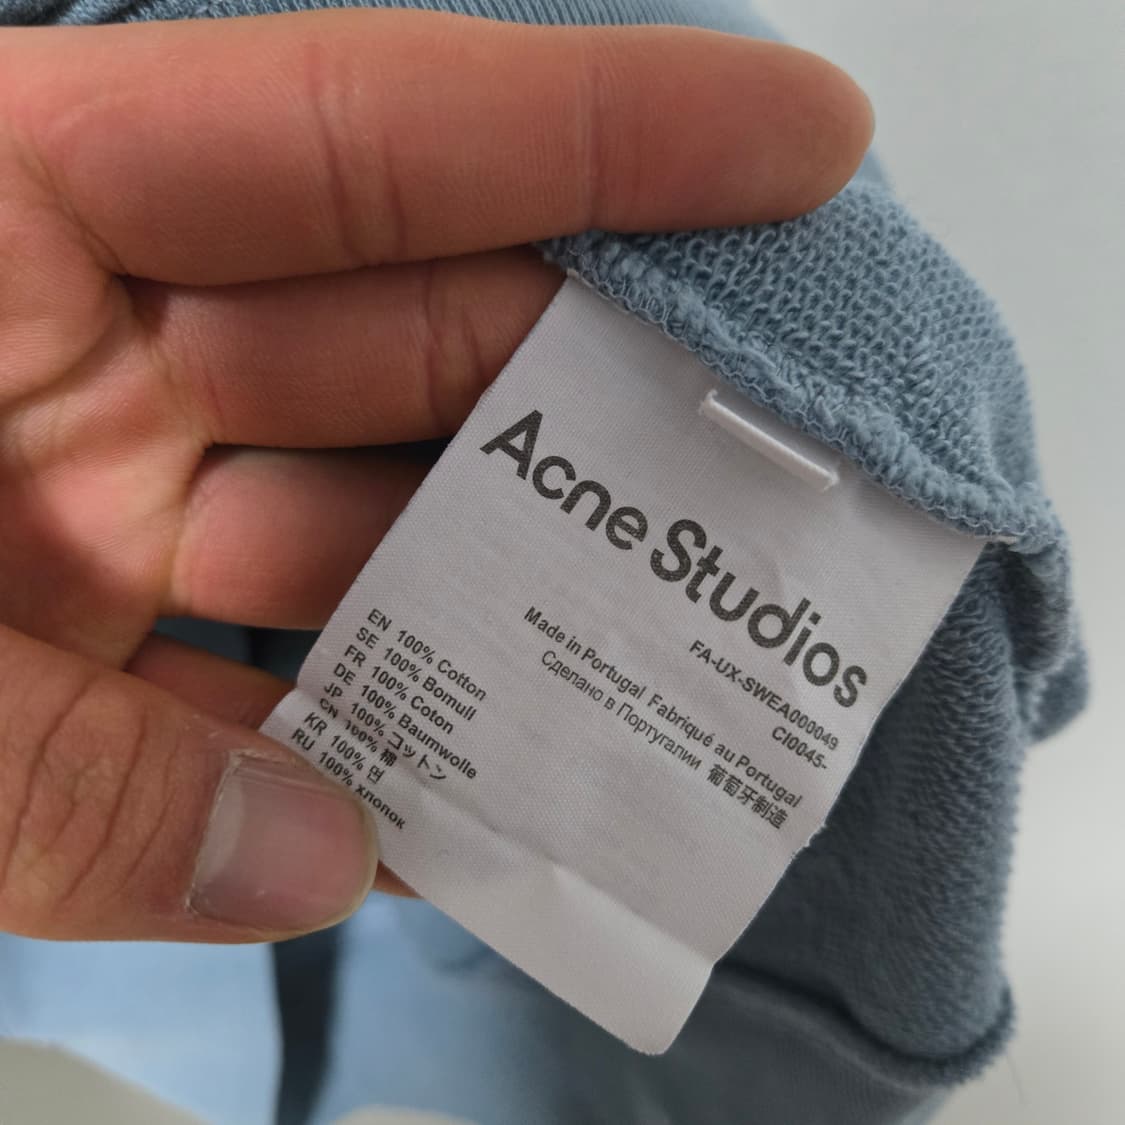 Acne Studios
FA-UX-SWEA000049
CI0045-
Made in Portugal Fabriqué au Portugal
Сделано в Португалии 葡萄牙制造
EN 100% Cotton
SE 100% Bomull
FR 100% Coton
DE 100% Baumwolle
JP 100% コットン
CN 100% 棉
KR 100% 면
RU 100% хлопок